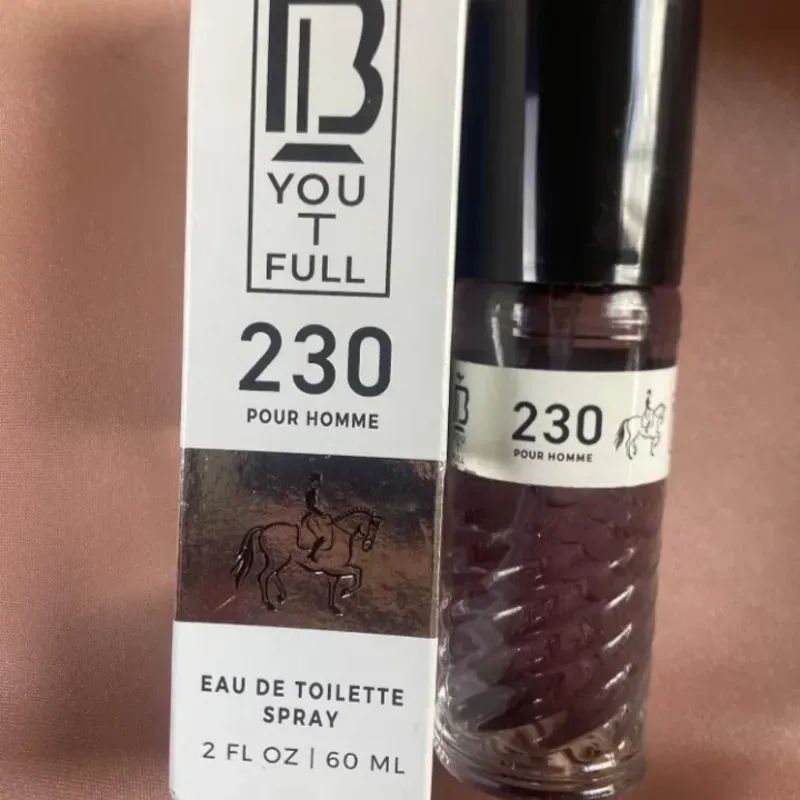 B
YOU
T
FULL
230
POUR HOMME
EAU DE TOILETTE
SPRAY
2 FL OZ | 60 ML
230
POUR HOMME